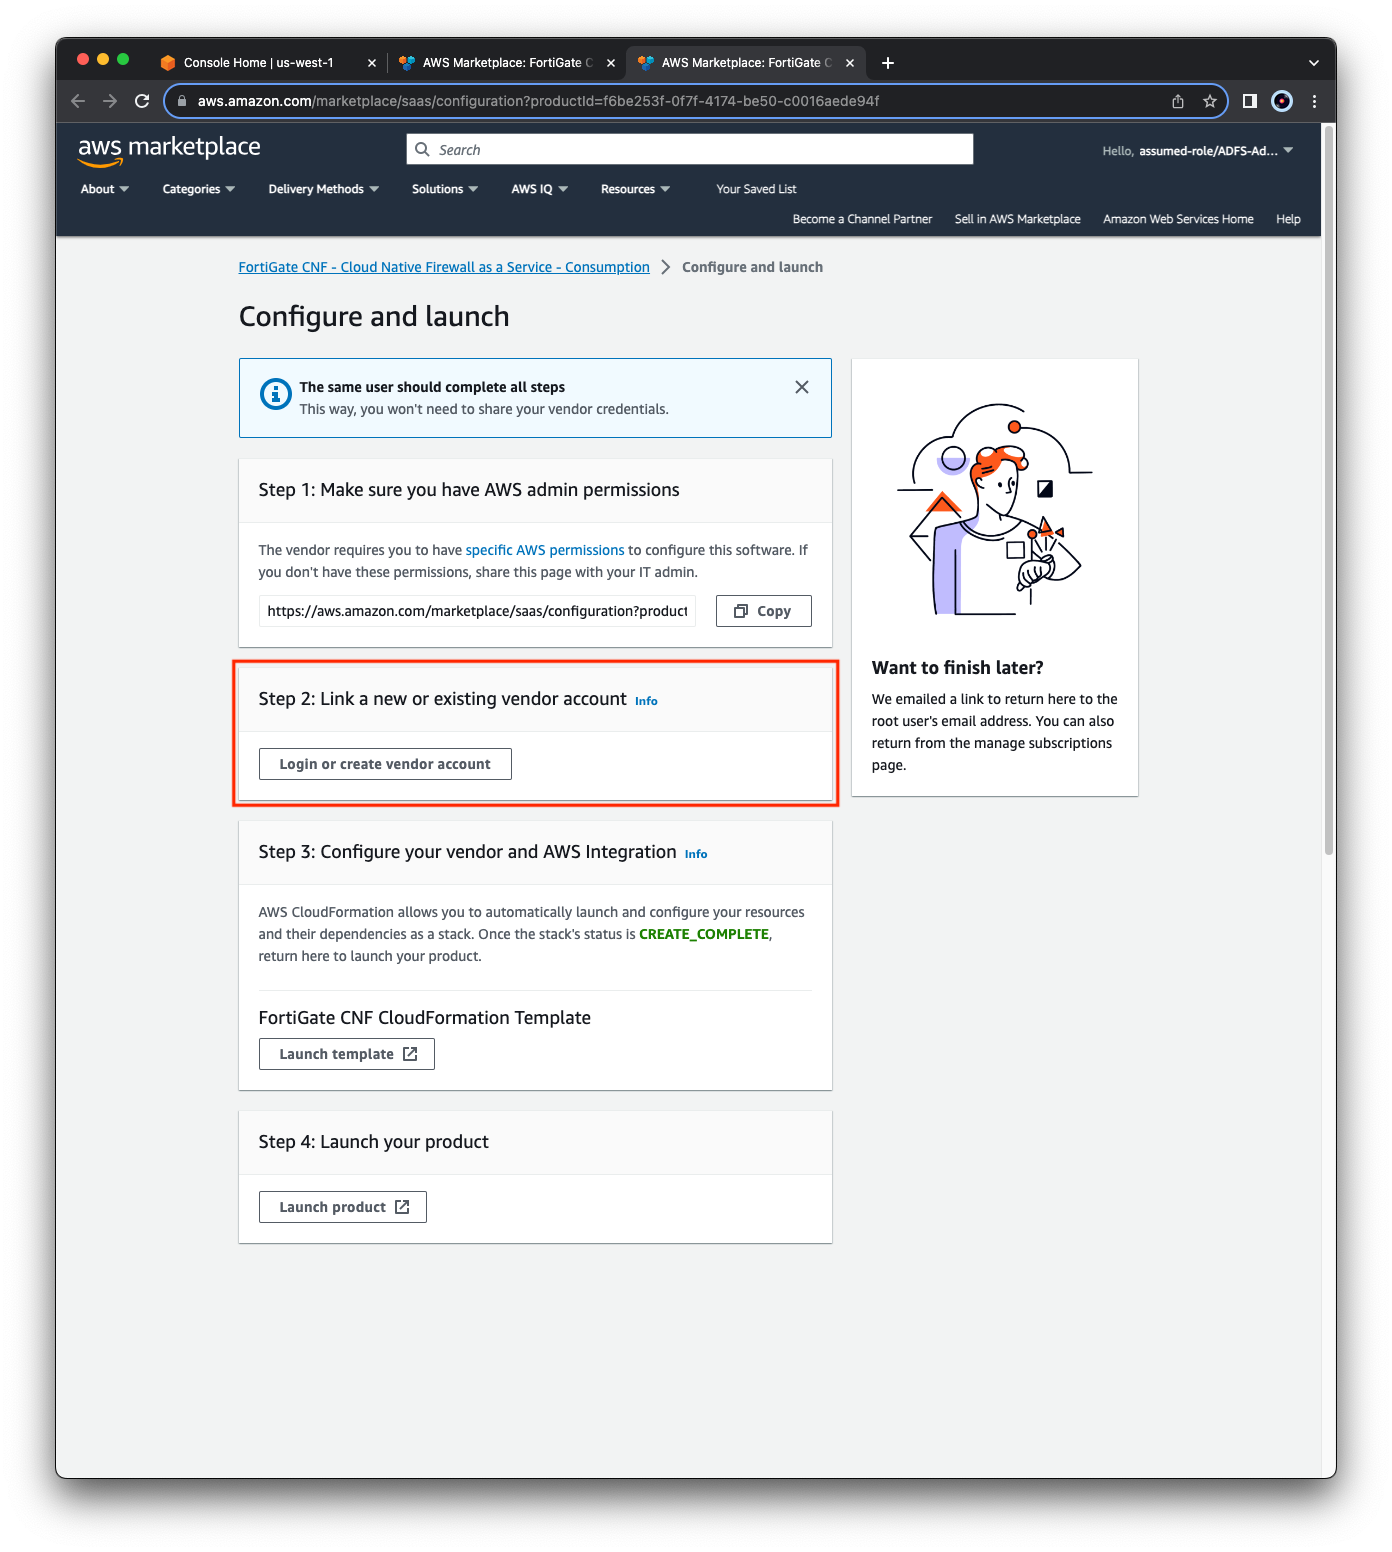 Console Home | us-west-1
AWS Marketplace: FortiGate C
AWS Marketplace: FortiGate C
aws.amazon.com/marketplace/saas/configuration?productId=f6be253f-0f7f-4174-be50-c0016aede94f
aws marketplace
Search
Hello, assumed-role/ADFS-Ad...
About
Categories
Delivery Methods
Solutions
AWS IQ
Resources
Your Saved List
Become a Channel Partner
Sell in AWS Marketplace
Amazon Web Services Home
Help
FortiGate CNF - Cloud Native Firewall as a Service - Consumption > Configure and launch
Configure and launch
The same user should complete all steps
This way, you won't need to share your vendor credentials.
Step 1: Make sure you have AWS admin permissions
The vendor requires you to have specific AWS permissions to configure this software. If
you don't have these permissions, share this page with your IT admin.
https://aws.amazon.com/marketplace/saas/configuration?product
Copy
Step 2: Link a new or existing vendor account Info
Login or create vendor account
Step 3: Configure your vendor and AWS Integration Info
AWS CloudFormation allows you to automatically launch and configure your resources
and their dependencies as a stack. Once the stack's status is CREATE_COMPLETE,
return here to launch your product.
FortiGate CNF CloudFormation Template
Launch template
Step 4: Launch your product
Launch product
Want to finish later?
We emailed a link to return here to the
root user's email address. You can also
return from the manage subscriptions
page.